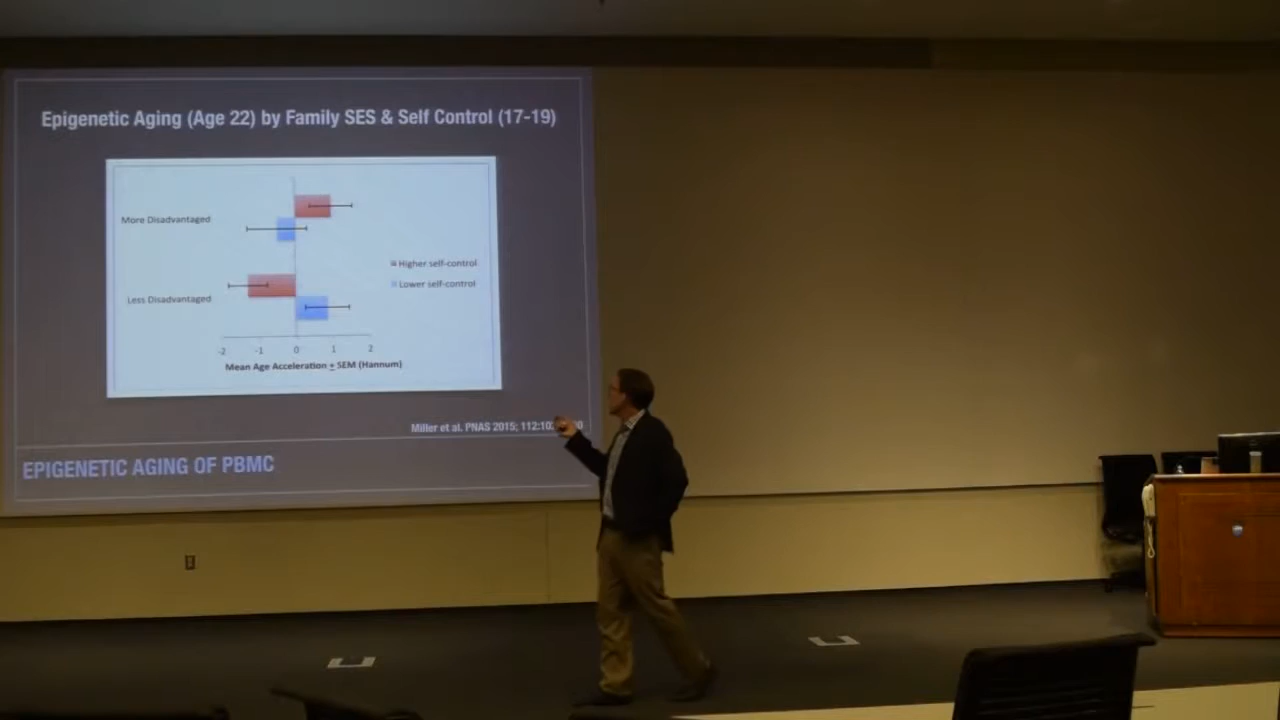 Epigenetic Aging (Age 22) by Family SES & Self Control (17-19)
More Disadvantaged
Higher self-control
Lower self-control
Less Disadvantaged
-2 -1 0 1 2
Mean Age Acceleration + SEM (Hannum)
Miller et al. PNAS 2015;
EPIGENETIC AGING OF PBMC